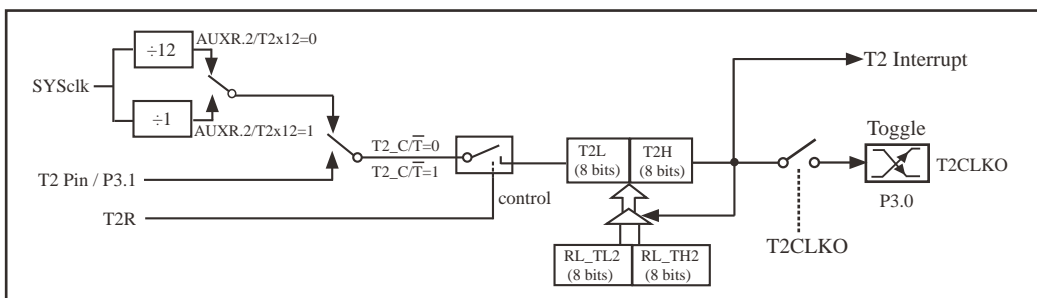 ÷12
AUXR.2/T2x12=0
SYSclk
÷1
AUXR.2/T2x12=1
T2 Pin / P3.1
T2R
T2_C/T̅=0
T2_C/T̅=1
control
T2L
(8 bits)
T2H
(8 bits)
RL_TL2
(8 bits)
RL_TH2
(8 bits)
T2 Interrupt
Toggle
T2CLKO
P3.0
T2CLKO